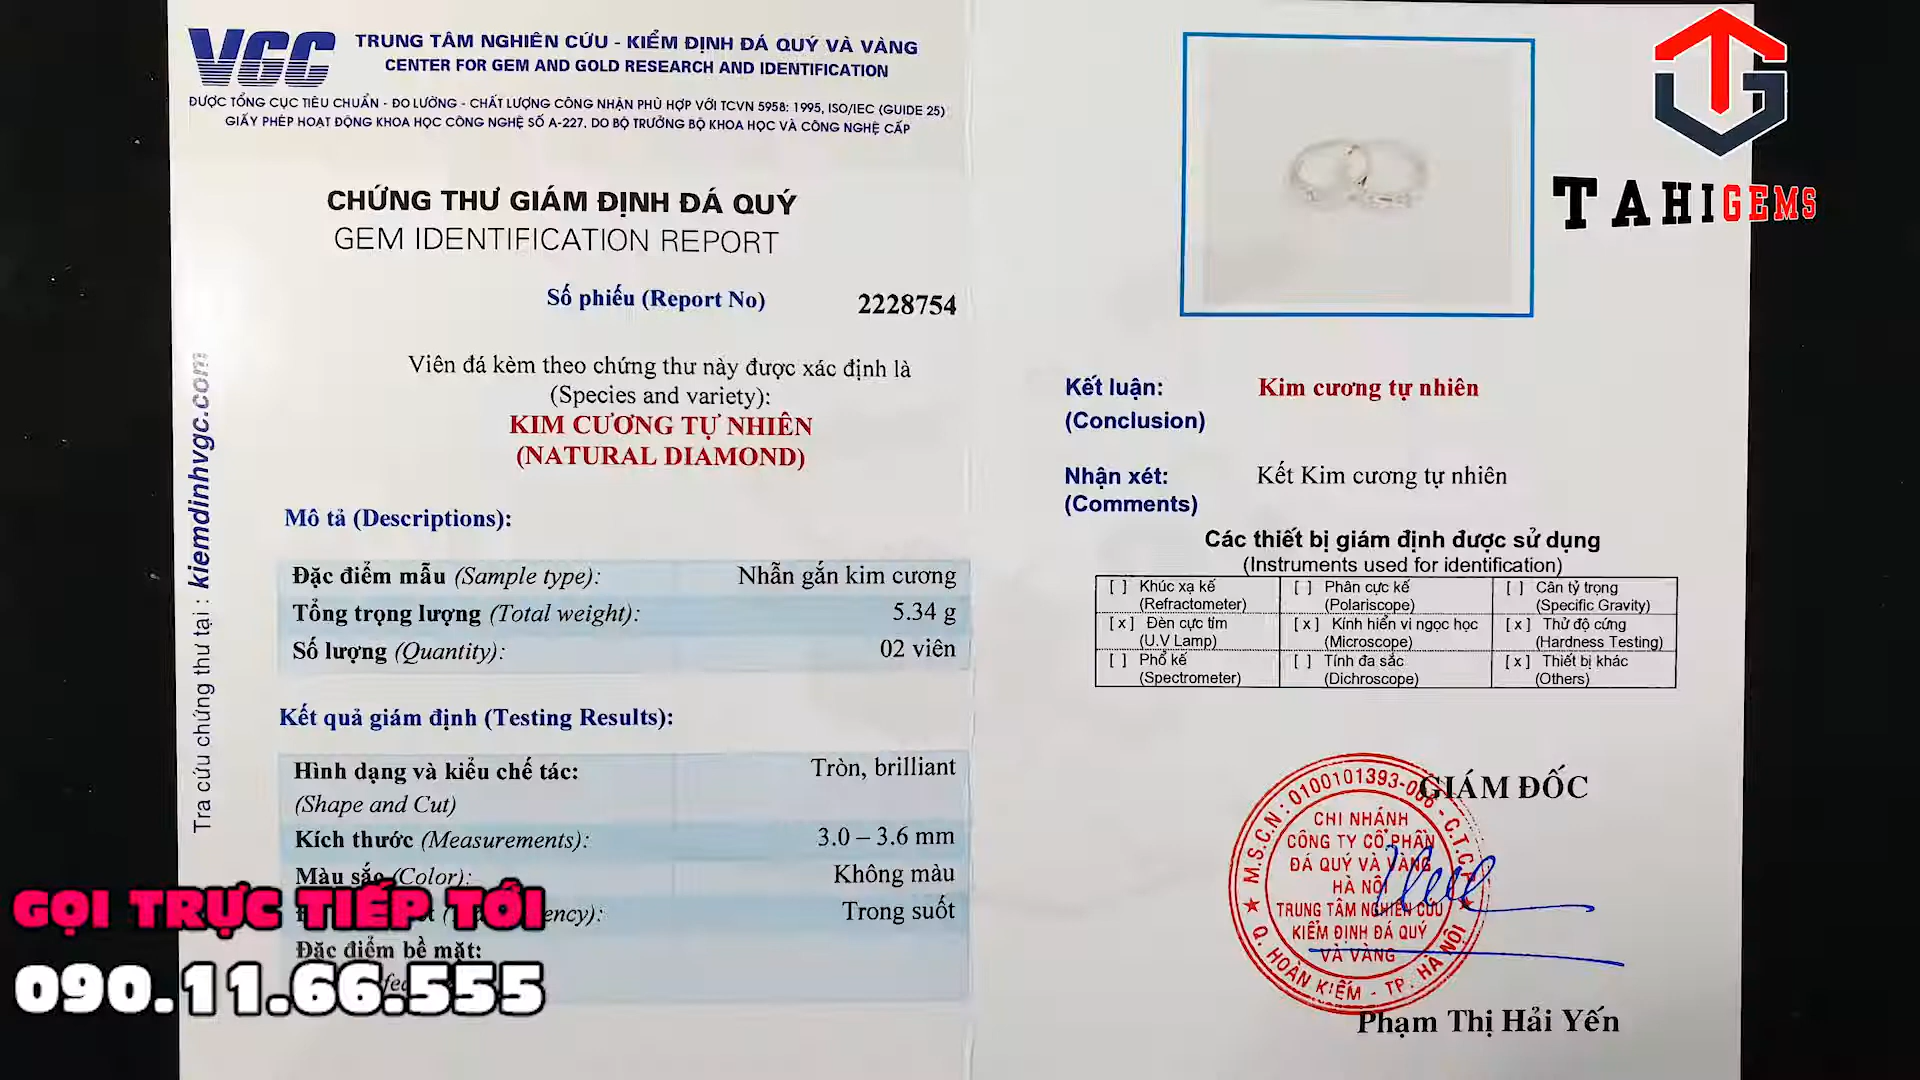 VGC
TRUNG TÂM NGHIÊN CỨU - KIỂM ĐỊNH ĐÁ QUÝ VÀ VÀNG
CENTER FOR GEM AND GOLD RESEARCH AND IDENTIFICATION
ĐƯỢC TỔNG CỤC TIÊU CHUẨN - ĐO LƯỜNG - CHẤT LƯỢNG CÔNG NHẬN PHÙ HỢP VỚI TCVN 5958: 1995, ISO/IEC (GUIDE 25)
GIẤY PHÉP HOẠT ĐỘNG KHOA HỌC CÔNG NGHỆ SỐ A-227. DO BỘ TRƯỞNG BỘ KHOA HỌC VÀ CÔNG NGHỆ CẤP
CHỨNG THƯ GIÁM ĐỊNH ĐÁ QUÝ
GEM IDENTIFICATION REPORT
Số phiếu (Report No) 2228754
Viên đá kèm theo chứng thư này được xác định là
(Species and variety):
KIM CƯƠNG TỰ NHIÊN
(NATURAL DIAMOND)
Mô tả (Descriptions):
Đặc điểm mẫu (Sample type): Nhẫn gắn kim cương
Tổng trọng lượng (Total weight): 5.34 g
Số lượng (Quantity): 02 viên
Kết quả giám định (Testing Results):
Hình dạng và kiểu chế tác: Tròn, brilliant
(Shape and Cut)
Kích thước (Measurements): 3.0 – 3.6 mm
Màu sắc (Color): Không màu
ency): Trong suốt
Đặc điểm bề mặt:
Tra cứu chứng thư tại : kiemdinhvgc.com
GỌI TRỰC TIẾP TỚI
090.11.66.555
TG
TAHIGEMS
Kết luận: Kim cương tự nhiên
(Conclusion)
Nhận xét: Kết Kim cương tự nhiên
(Comments)
Các thiết bị giám định được sử dụng
(Instruments used for identification)
[ ] Khúc xạ kế [ ] Phân cực kế [ ] Cân tỷ trọng
(Refractometer) (Polariscope) (Specific Gravity)
[x] Đèn cực tím [x] Kính hiển vi ngọc học [x] Thử độ cứng
(U.V Lamp) (Microscope) (Hardness Testing)
[ ] Phổ kế [ ] Tính đa sắc [x] Thiết bị khác
(Spectrometer) (Dichroscope) (Others)
GIÁM ĐỐC
M.S.C.N: 0100101393-006 - C.T.C.P
CHI NHÁNH
CÔNG TY CỔ PHẦN
ĐÁ QUÝ VÀ VÀNG
HÀ NỘI
TRUNG TÂM NGHIÊN CỨU
KIỂM ĐỊNH ĐÁ QUÝ
VÀ VÀNG
Q. HOÀN KIẾM - TP. HÀ NỘI
Phạm Thị Hải Yến